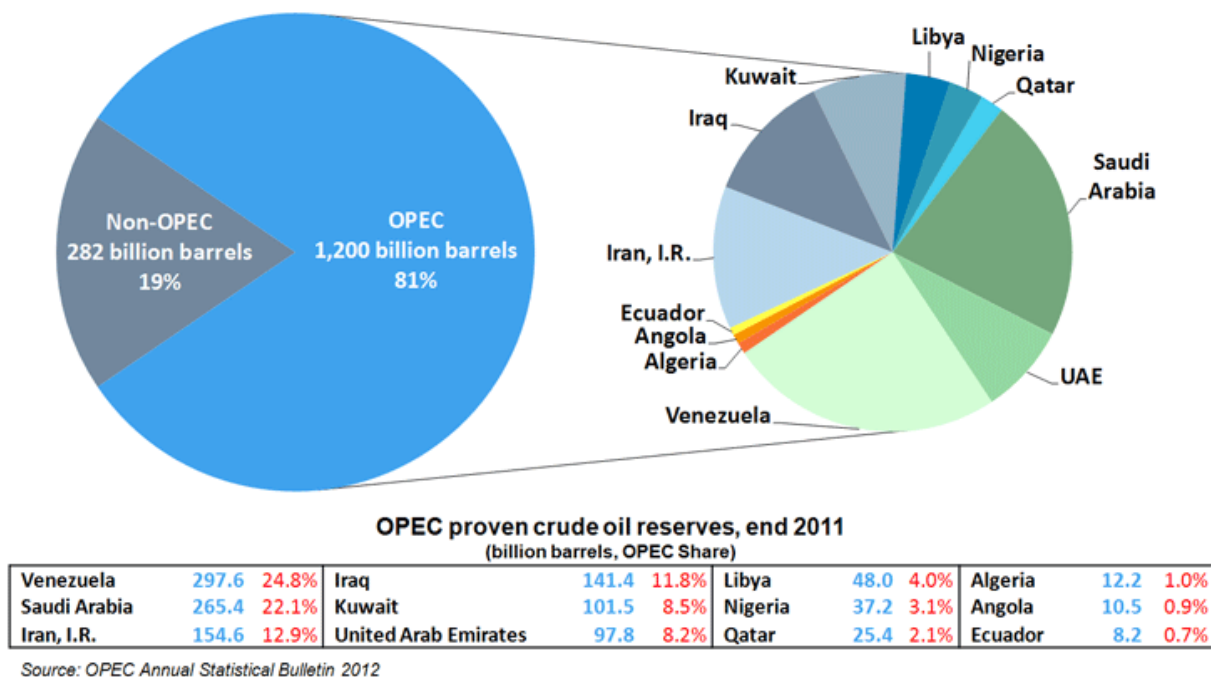 Non-OPEC
282 billion barrels
19%
OPEC
1,200 billion barrels
81%
Libya
Nigeria
Qatar
Kuwait
Iraq
Saudi
Arabia
Iran, I.R.
Ecuador
Angola
Algeria
UAE
Venezuela
OPEC proven crude oil reserves, end 2011
(billion barrels, OPEC Share)
Venezuela 297.6 24.8% Iraq 141.4 11.8% Libya 48.0 4.0% Algeria 12.2 1.0%
Saudi Arabia 265.4 22.1% Kuwait 101.5 8.5% Nigeria 37.2 3.1% Angola 10.5 0.9%
Iran, I.R. 154.6 12.9% United Arab Emirates 97.8 8.2% Qatar 25.4 2.1% Ecuador 8.2 0.7%
Source: OPEC Annual Statistical Bulletin 2012